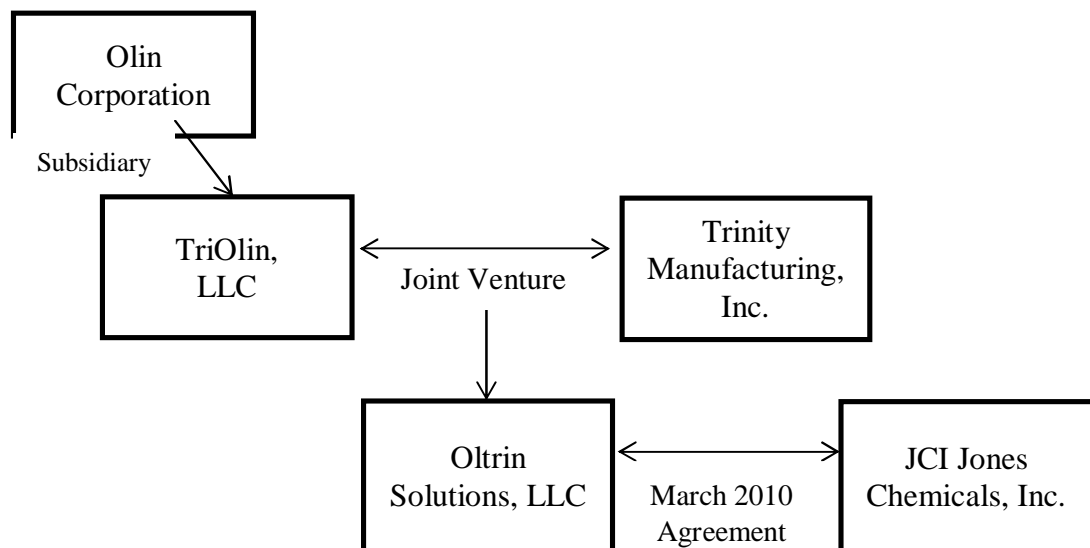 Olin
Corporation
Subsidiary
TriOlin,
LLC
Joint Venture
Trinity
Manufacturing,
Inc.
Oltrin
Solutions, LLC
March 2010
Agreement
JCI Jones
Chemicals, Inc.